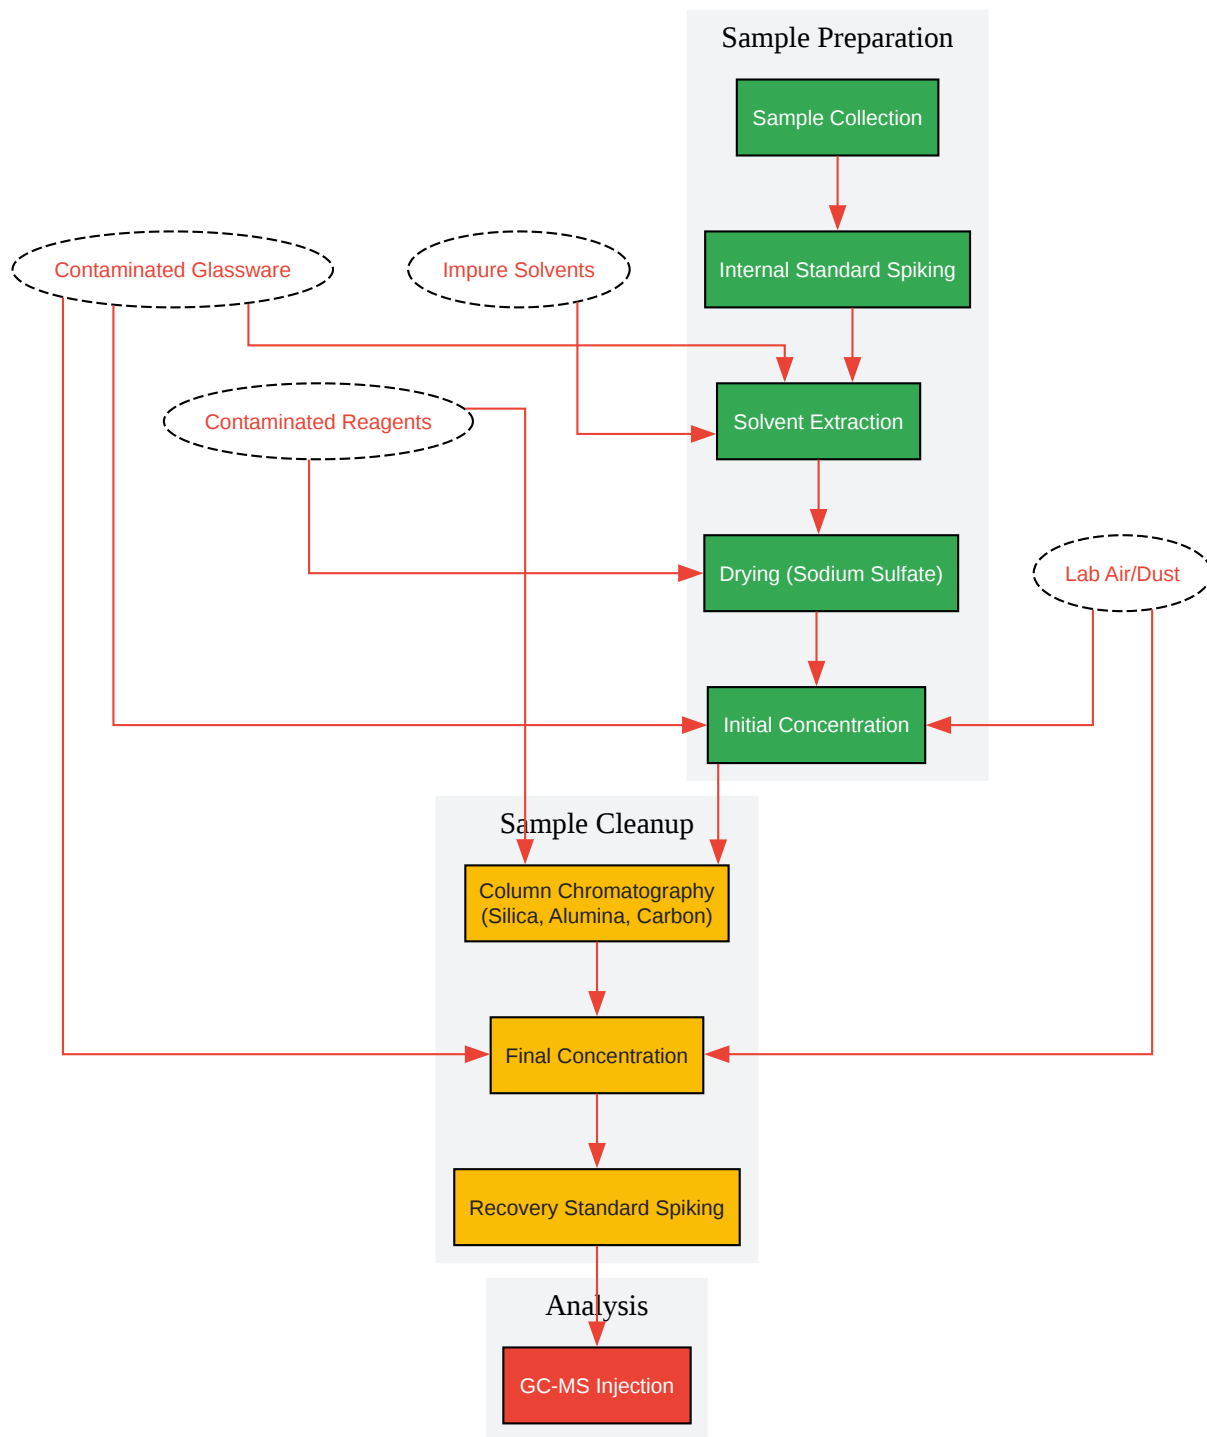 Sample Preparation
Sample Collection
Contaminated Glassware
Impure Solvents
Internal Standard Spiking
Contaminated Reagents
Solvent Extraction
Drying (Sodium Sulfate)
Lab Air/Dust
Initial Concentration
Sample Cleanup
Column Chromatography
(Silica, Alumina, Carbon)
Final Concentration
Recovery Standard Spiking
Analysis
GC-MS Injection